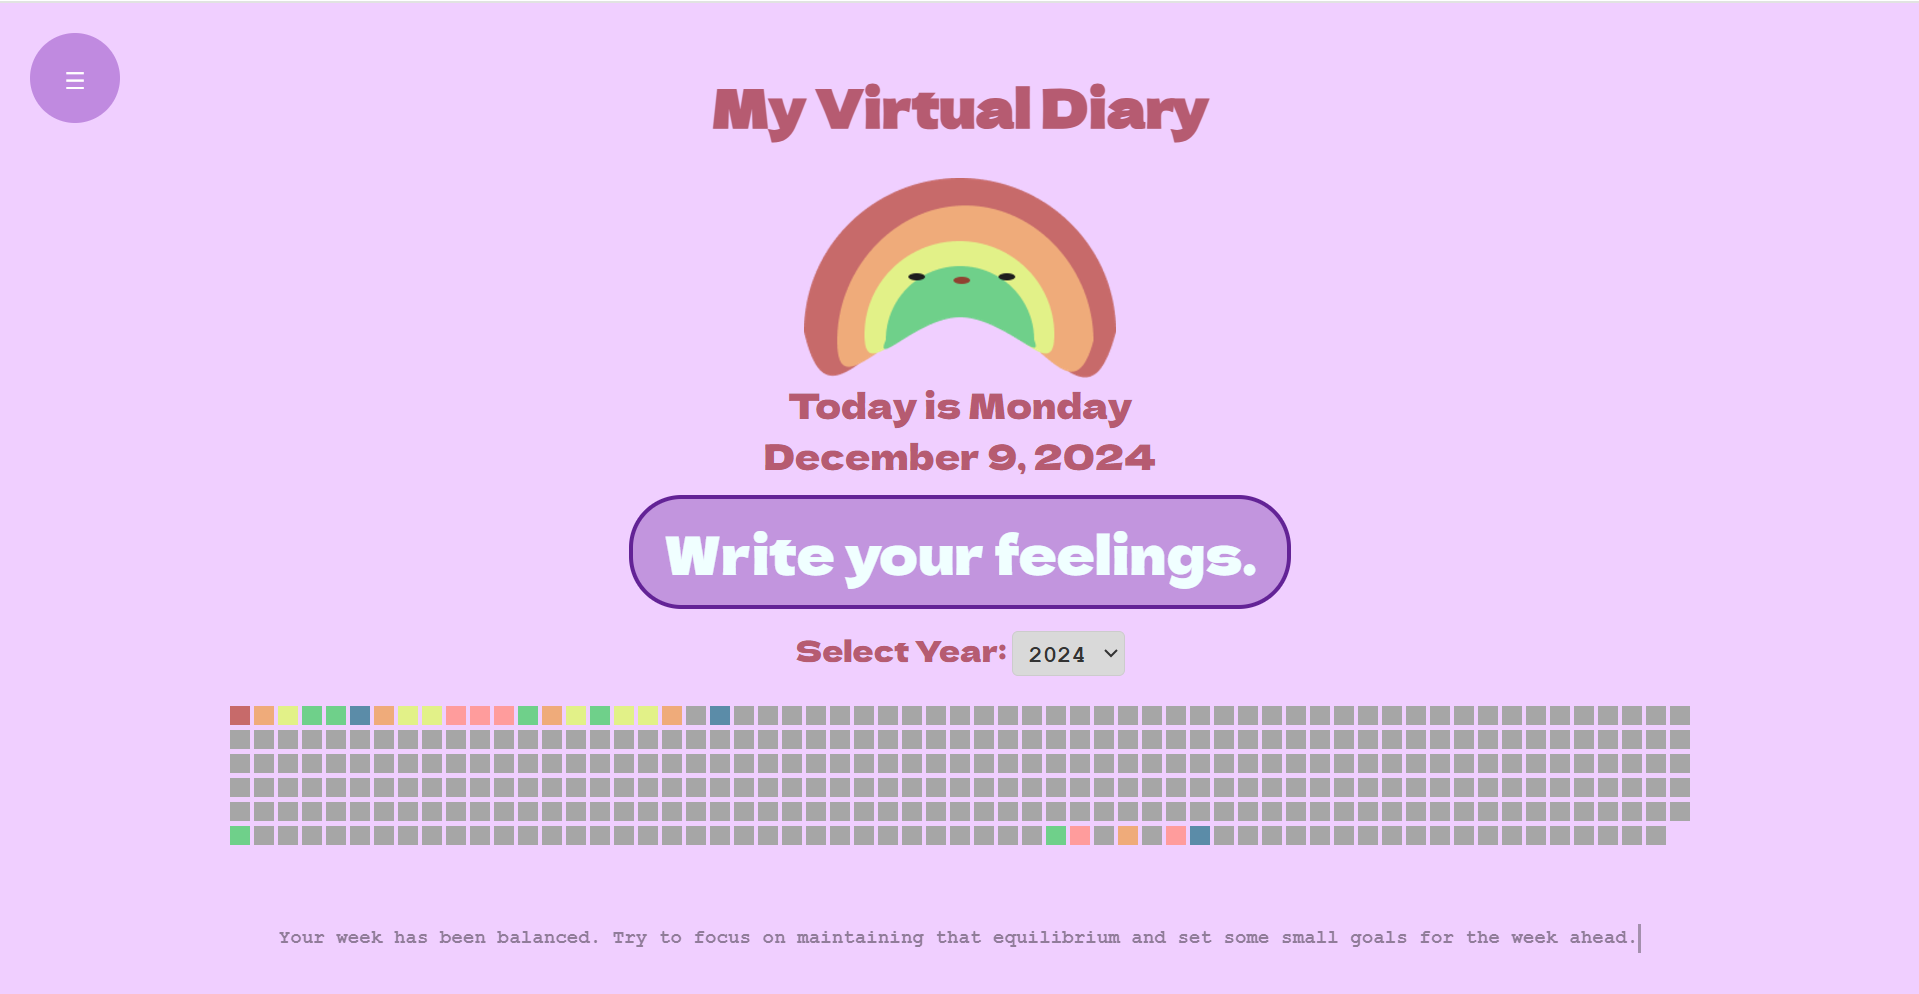 My Virtual Diary
Today is Monday
December 9, 2024
Write your feelings.
Select Year: 2024
Your week has been balanced. Try to focus on maintaining that equilibrium and set some small goals for the week ahead.